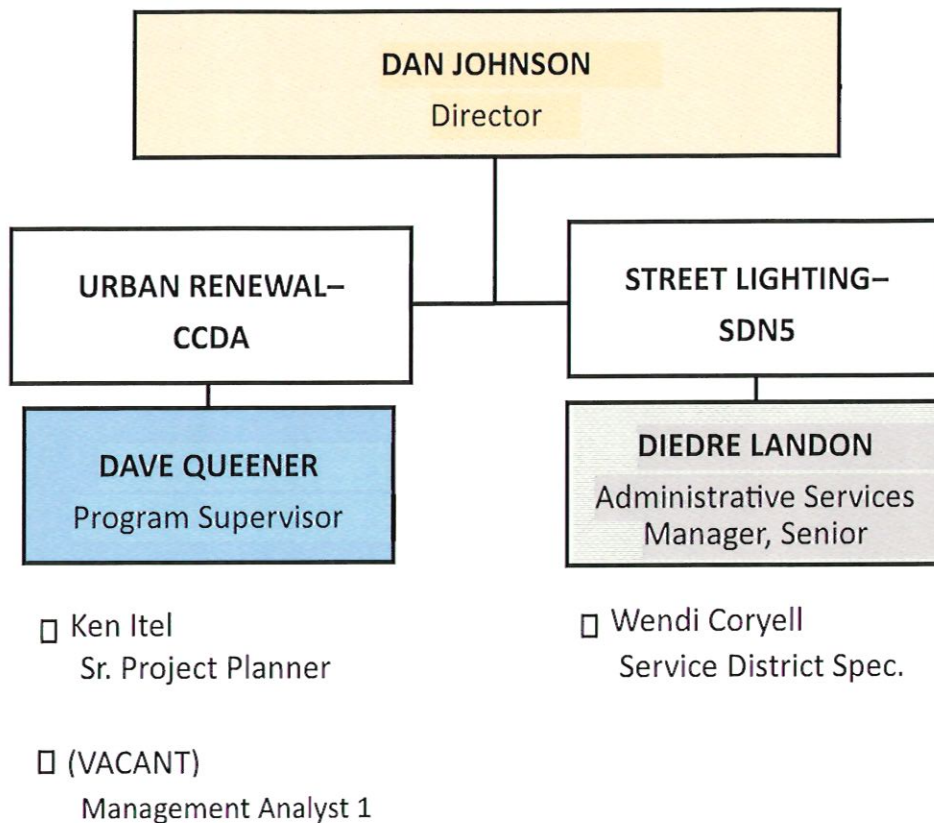 DAN JOHNSON
Director
URBAN RENEWAL–
CCDA
STREET LIGHTING–
SDN5
DAVE QUEENER
Program Supervisor
DIEDRE LANDON
Administrative Services
Manager, Senior
□ Ken Itel
Sr. Project Planner
□ (VACANT)
Management Analyst 1
□ Wendi Coryell
Service District Spec.